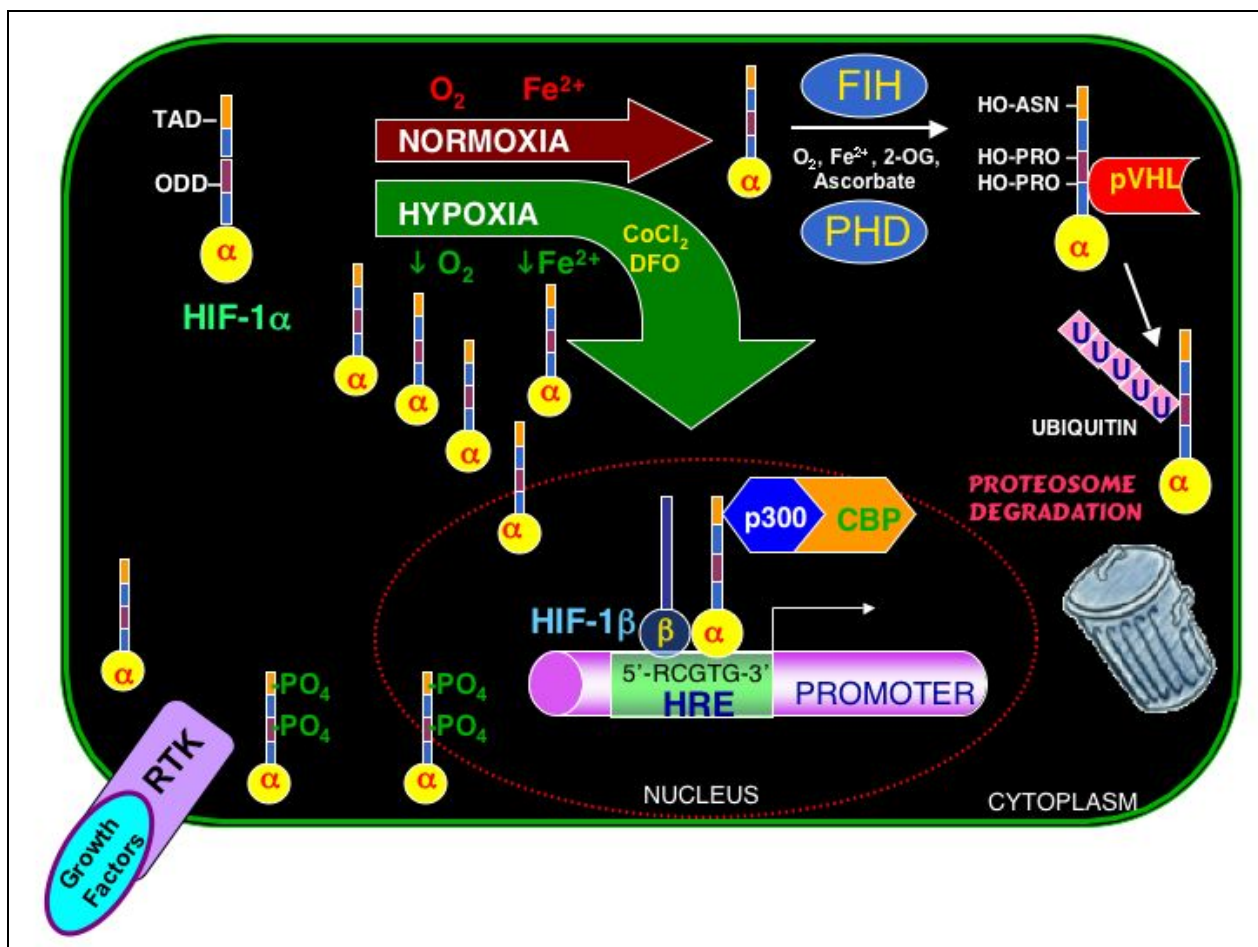 O₂ Fe²⁺
TAD
ODD
α
HIF-1α
NORMOXIA
HYPOXIA
↓ O₂ ↓Fe²⁺
CoCl₂
DFO
α
FIH
O₂, Fe²⁺, 2-OG,
Ascorbate
PHD
HO-ASN
HO-PRO
HO-PRO
pVHL
α
U
U
U
U
U
UBIQUITIN
α
PROTEOSOME
DEGRADATION
α
α
α
α
α
p300
CBP
HIF-1β
β
α
5'-RCGTG-3'
HRE
PROMOTER
NUCLEUS
CYTOPLASM
α
PO₄
PO₄
α
PO₄
PO₄
α
RTK
Growth
Factors